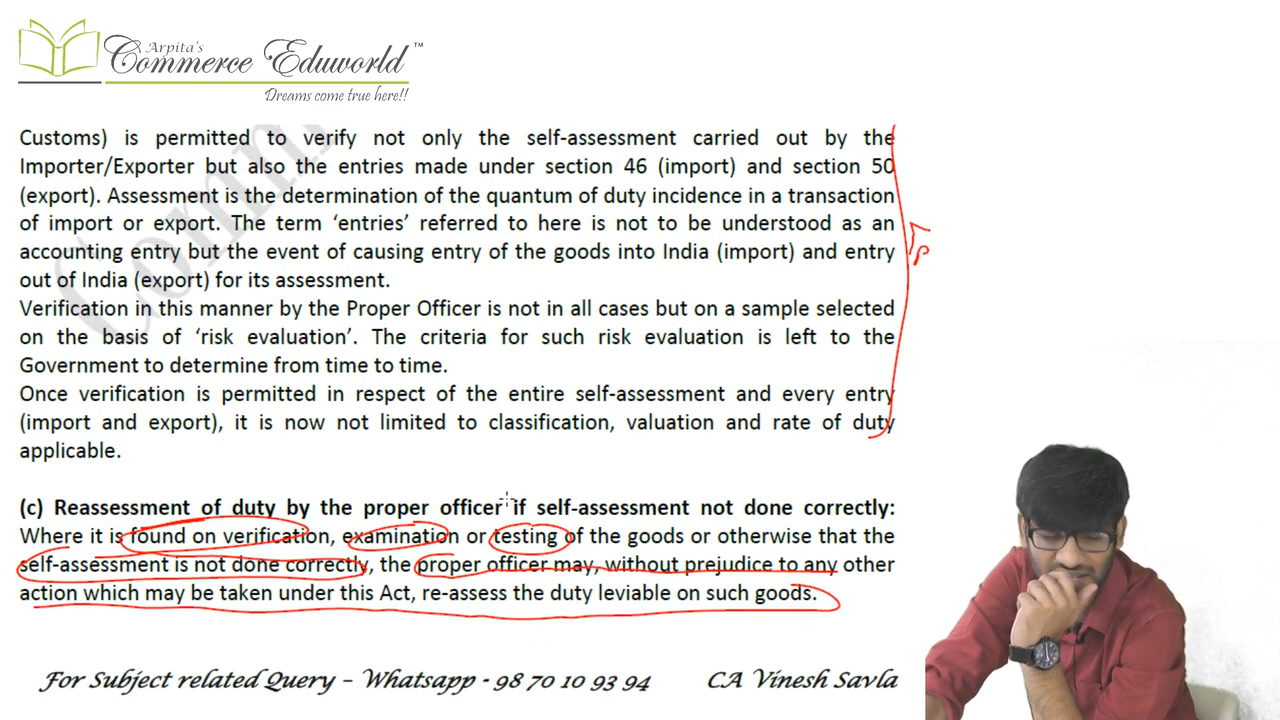 Arpita's
Commerce Eduworld™
Dreams come true here!!
Customs) is permitted to verify not only the self-assessment carried out by the
Importer/Exporter but also the entries made under section 46 (import) and section 50
(export). Assessment is the determination of the quantum of duty incidence in a transaction
of import or export. The term ‘entries’ referred to here is not to be understood as an
accounting entry but the event of causing entry of the goods into India (import) and entry
out of India (export) for its assessment.
Verification in this manner by the Proper Officer is not in all cases but on a sample selected
on the basis of ‘risk evaluation’. The criteria for such risk evaluation is left to the
Government to determine from time to time.
Once verification is permitted in respect of the entire self-assessment and every entry
(import and export), it is now not limited to classification, valuation and rate of duty
applicable.
(c) Reassessment of duty by the proper officer if self-assessment not done correctly:
Where it is found on verification, examination or testing of the goods or otherwise that the
self-assessment is not done correctly, the proper officer may, without prejudice to any other
action which may be taken under this Act, re-assess the duty leviable on such goods.
For Subject related Query – Whatsapp - 98 70 10 93 94 CA Vinesh Savla